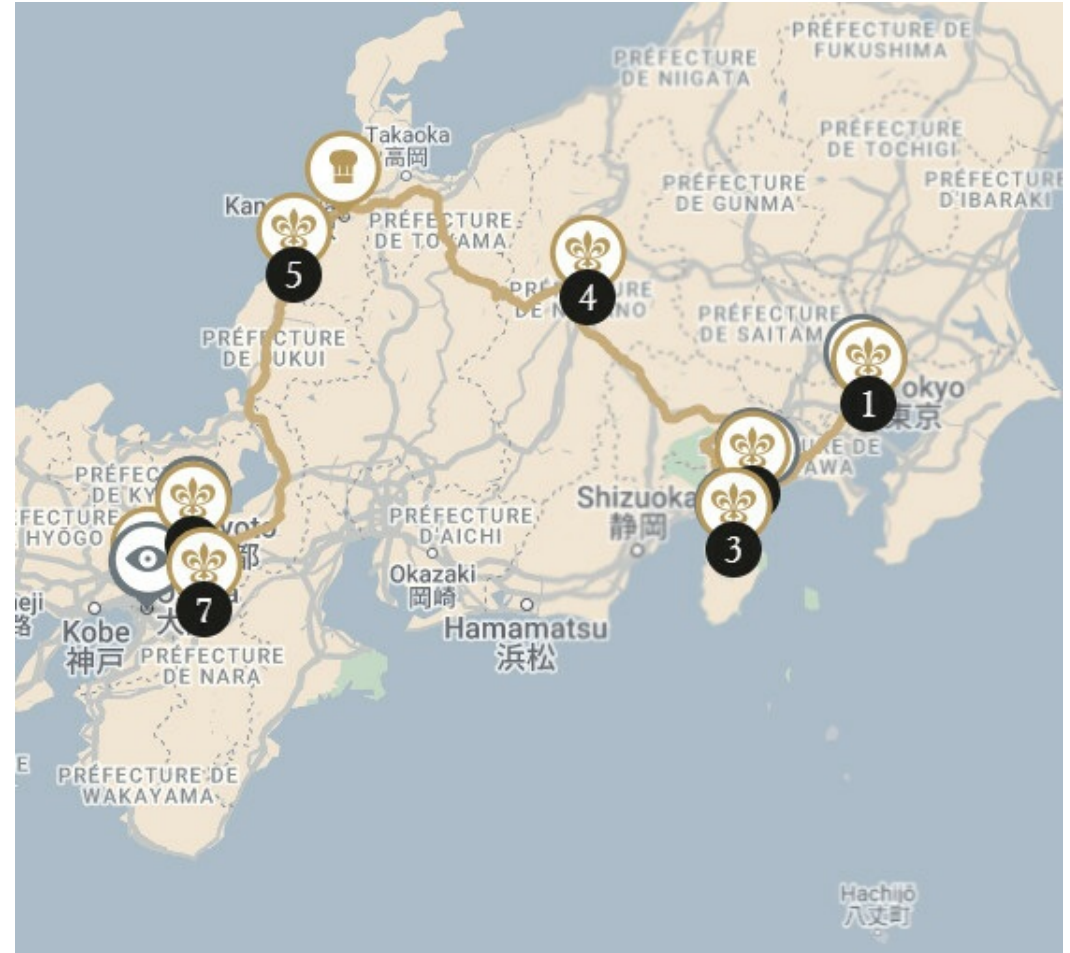 PRÉFECTURE DE
FUKUSHIMA
PRÉFECTURE
DE NIIGATA
Takaoka
高岡
PRÉFECTURE
DE TOCHIGI
PRÉFECTURE
DE GUNMA
PRÉFECTURE
D'IBARAKI
PRÉFECTURE
DE TOYAMA
5
4
PRÉFECTURE
PRÉFECTURE
1
東京
PRÉFECTURE
Shizuoka
静岡
3
PRÉFECTURE
D'AICHI
HYŌGO
Okazaki
岡崎
7
Kobe
神戸
Hamamatsu
浜松
PRÉFECTURE
DE NARA
PRÉFECTURE DE
WAKAYAMA
Hachijō
八丈町